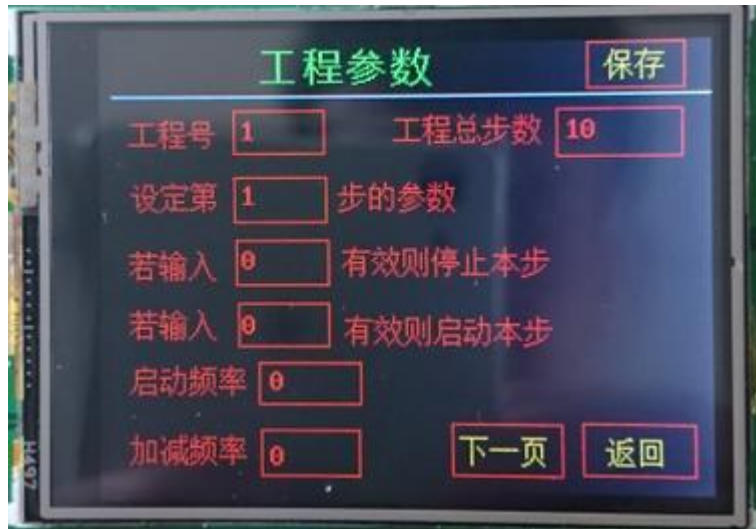 工程参数 保存
工程号 1 工程总步数 10
设定第 1 步的参数
若输入 0 有效则停止本步
若输入 0 有效则启动本步
启动频率 0
加减频率 0 下一页 返回
H497